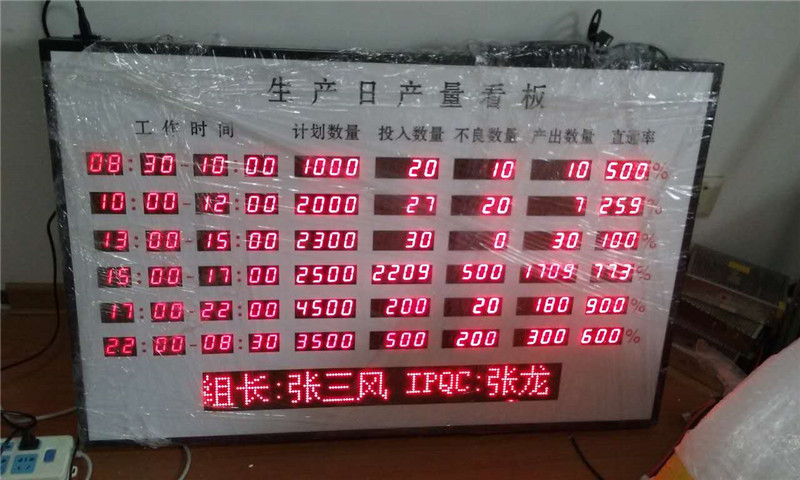 生产日产量看板
工作时间 计划数量 投入数量 不良数量 产出数量 直通率
08:30-10:00 1000 20 10 10 500%
10:00-12:00 2000 27 20 7 259%
13:00-15:00 2300 30 0 30 100%
15:00-17:00 2500 2209 500 1709 773%
17:00-22:00 4500 200 20 180 900%
22:00-08:30 3500 500 200 300 600%
组长:张三风 IPQC:张龙